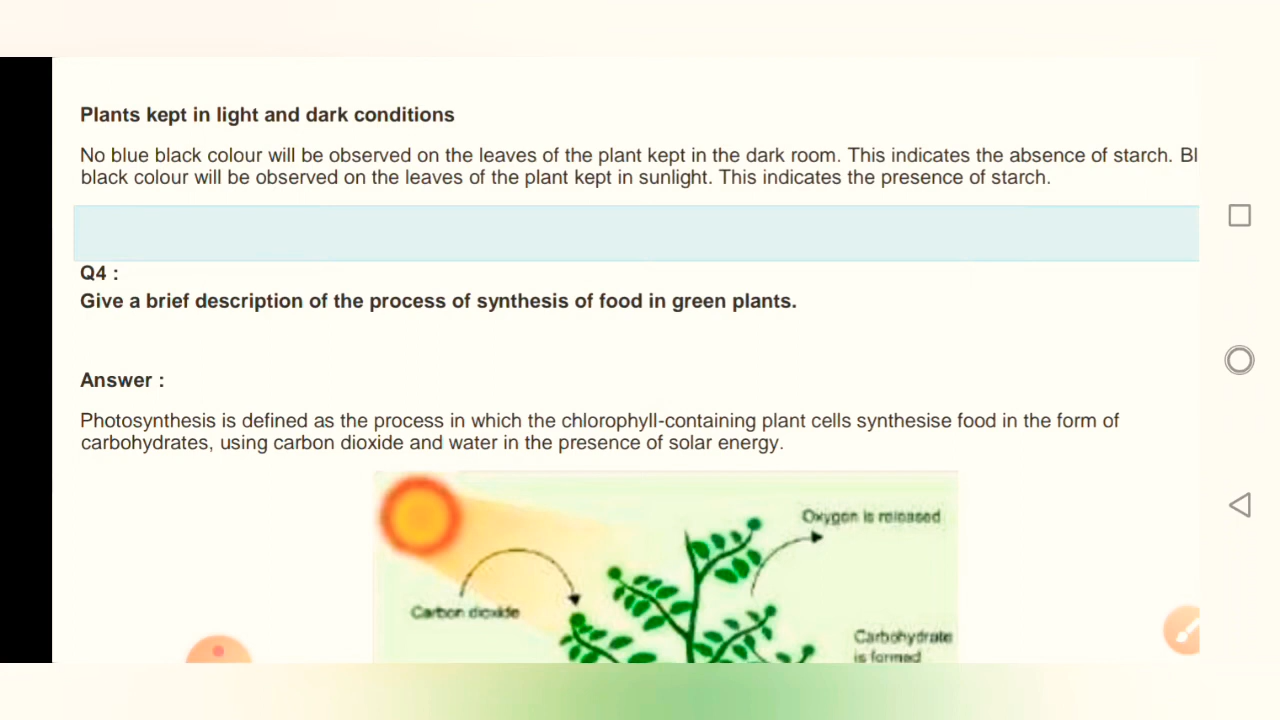 Plants kept in light and dark conditions
No blue black colour will be observed on the leaves of the plant kept in the dark room. This indicates the absence of starch. Bl
black colour will be observed on the leaves of the plant kept in sunlight. This indicates the presence of starch.
Q4 :
Give a brief description of the process of synthesis of food in green plants.
Answer :
Photosynthesis is defined as the process in which the chlorophyll-containing plant cells synthesise food in the form of
carbohydrates, using carbon dioxide and water in the presence of solar energy.
Oxygen is released
Carbon dioxide
Carbohydrate
is formed